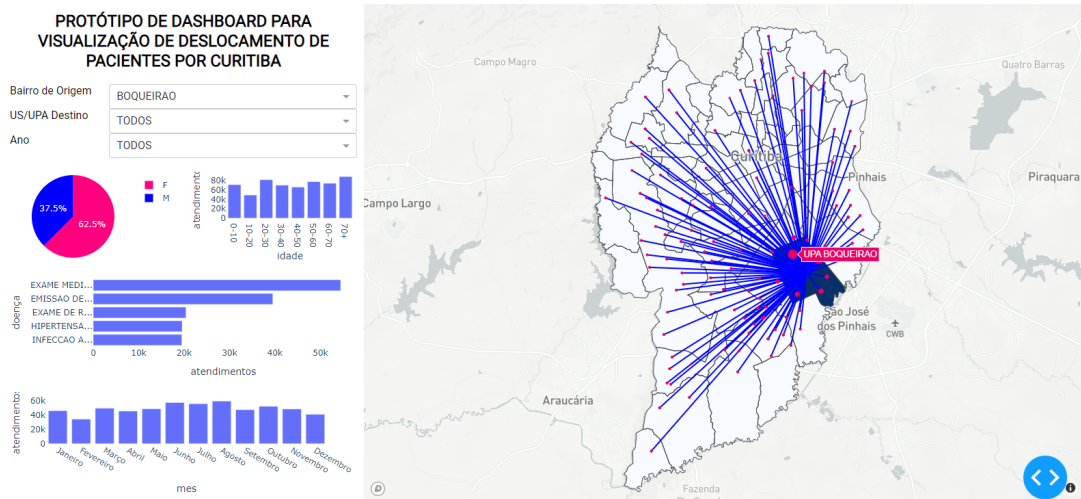 PROTÓTIPO DE DASHBOARD PARA
VISUALIZAÇÃO DE DESLOCAMENTO DE
PACIENTES POR CURITIBA
Bairro de Origem
BOQUEIRAO
US/UPA Destino
TODOS
Ano
TODOS
F
M
37.5%
62.5%
atendimento
80k
60k
40k
20k
0
0-10
10-20
20-30
30-40
40-50
50-60
60-70
70+
idade
doença
EXAME MEDI...
EMISSAO DE...
EXAME DE R...
HIPERTENSA...
INFECCAO A...
0
10k
20k
30k
40k
50k
atendimentos
atendimento
60k
40k
20k
0
Janeiro
Fevereiro
Março
Abril
Maio
Junho
Julho
Agosto
Setembro
Outubro
Novembro
Dezembro
mes
Campo Magro
Quatro Barras
Curitiba
Pinhais
Piraquara
Campo Largo
UPA BOQUEIRAO
São José
dos Pinhais
CWB
Araucária
Fazenda